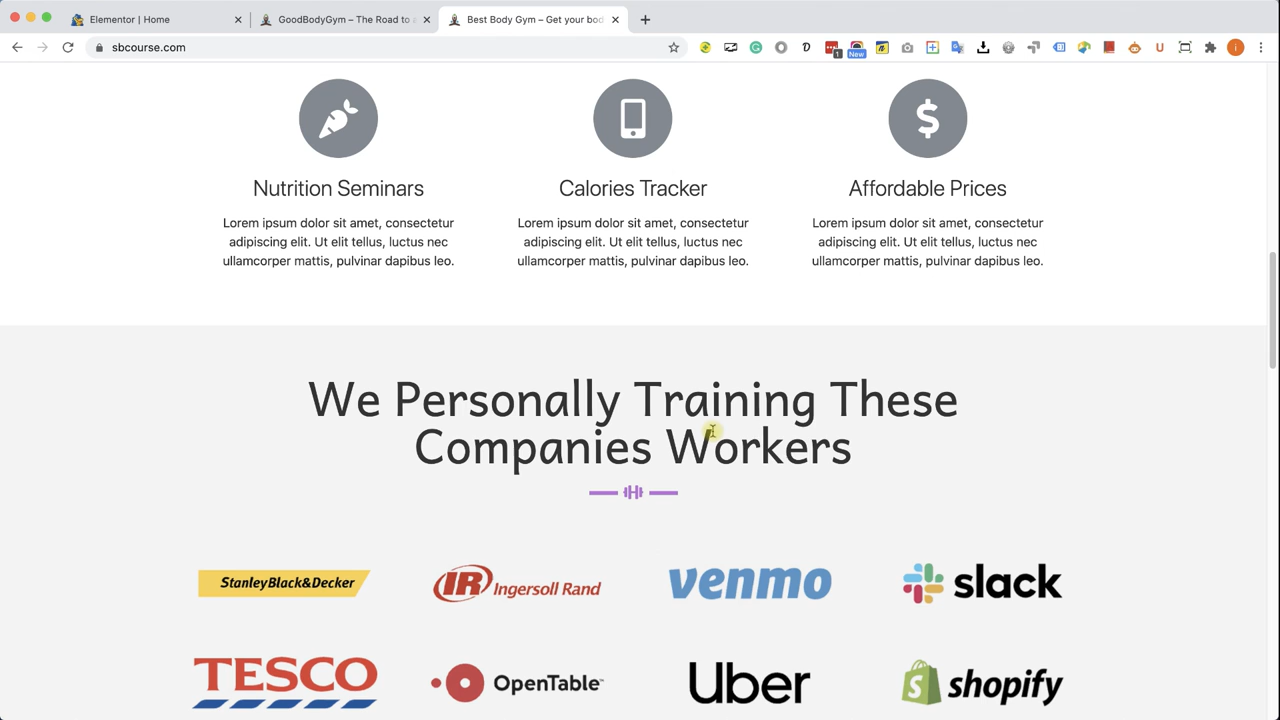 Elementor | Home
GoodBodyGym – The Road to a
Best Body Gym – Get your bod
sbcourse.com
1
New
i
Nutrition Seminars
Lorem ipsum dolor sit amet, consectetur
adipiscing elit. Ut elit tellus, luctus nec
ullamcorper mattis, pulvinar dapibus leo.
Calories Tracker
Lorem ipsum dolor sit amet, consectetur
adipiscing elit. Ut elit tellus, luctus nec
ullamcorper mattis, pulvinar dapibus leo.
$
Affordable Prices
Lorem ipsum dolor sit amet, consectetur
adipiscing elit. Ut elit tellus, luctus nec
ullamcorper mattis, pulvinar dapibus leo.
We Personally Training These
Companies Workers
StanleyBlack&Decker
IR Ingersoll Rand
venmo
slack
TESCO
OpenTable™
Uber
shopify